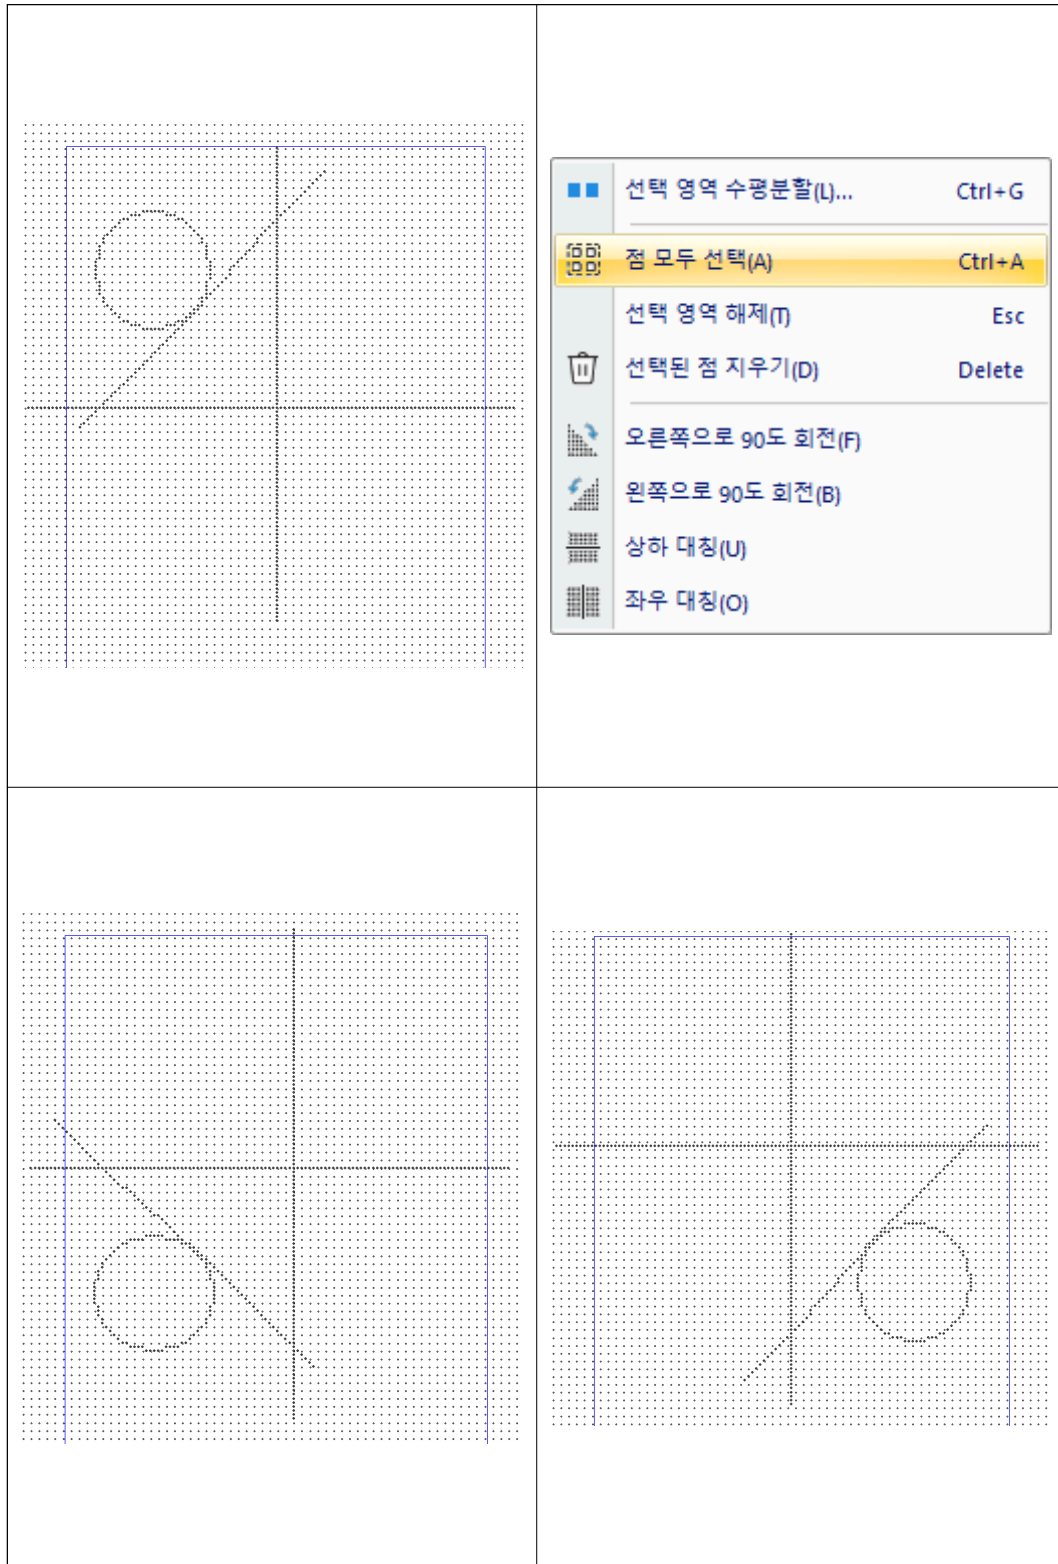 선택 영역 수평분할(L)... Ctrl+G
점 모두 선택(A) Ctrl+A
선택 영역 해제(T) Esc
선택된 점 지우기(D) Delete
오른쪽으로 90도 회전(F)
왼쪽으로 90도 회전(B)
상하 대칭(U)
좌우 대칭(O)